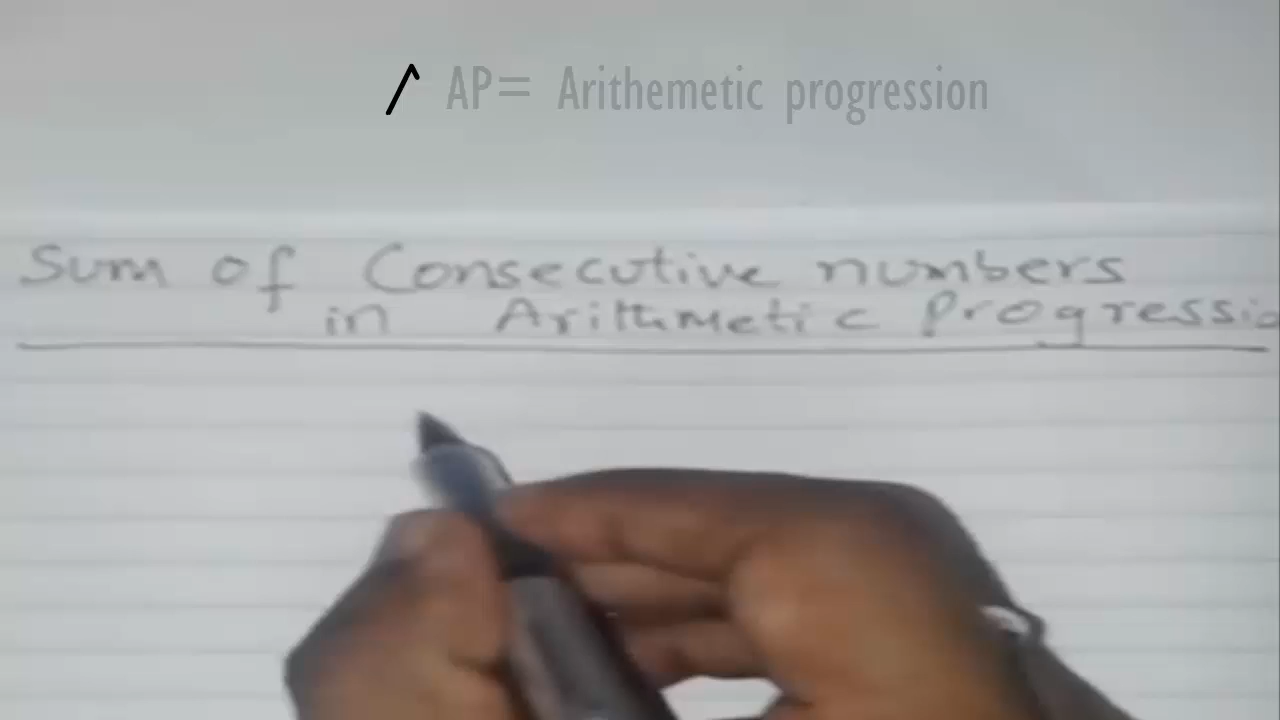 AP= Arithemetic progression
Sum of Consecutive numbers
in Arithmetic Progressio